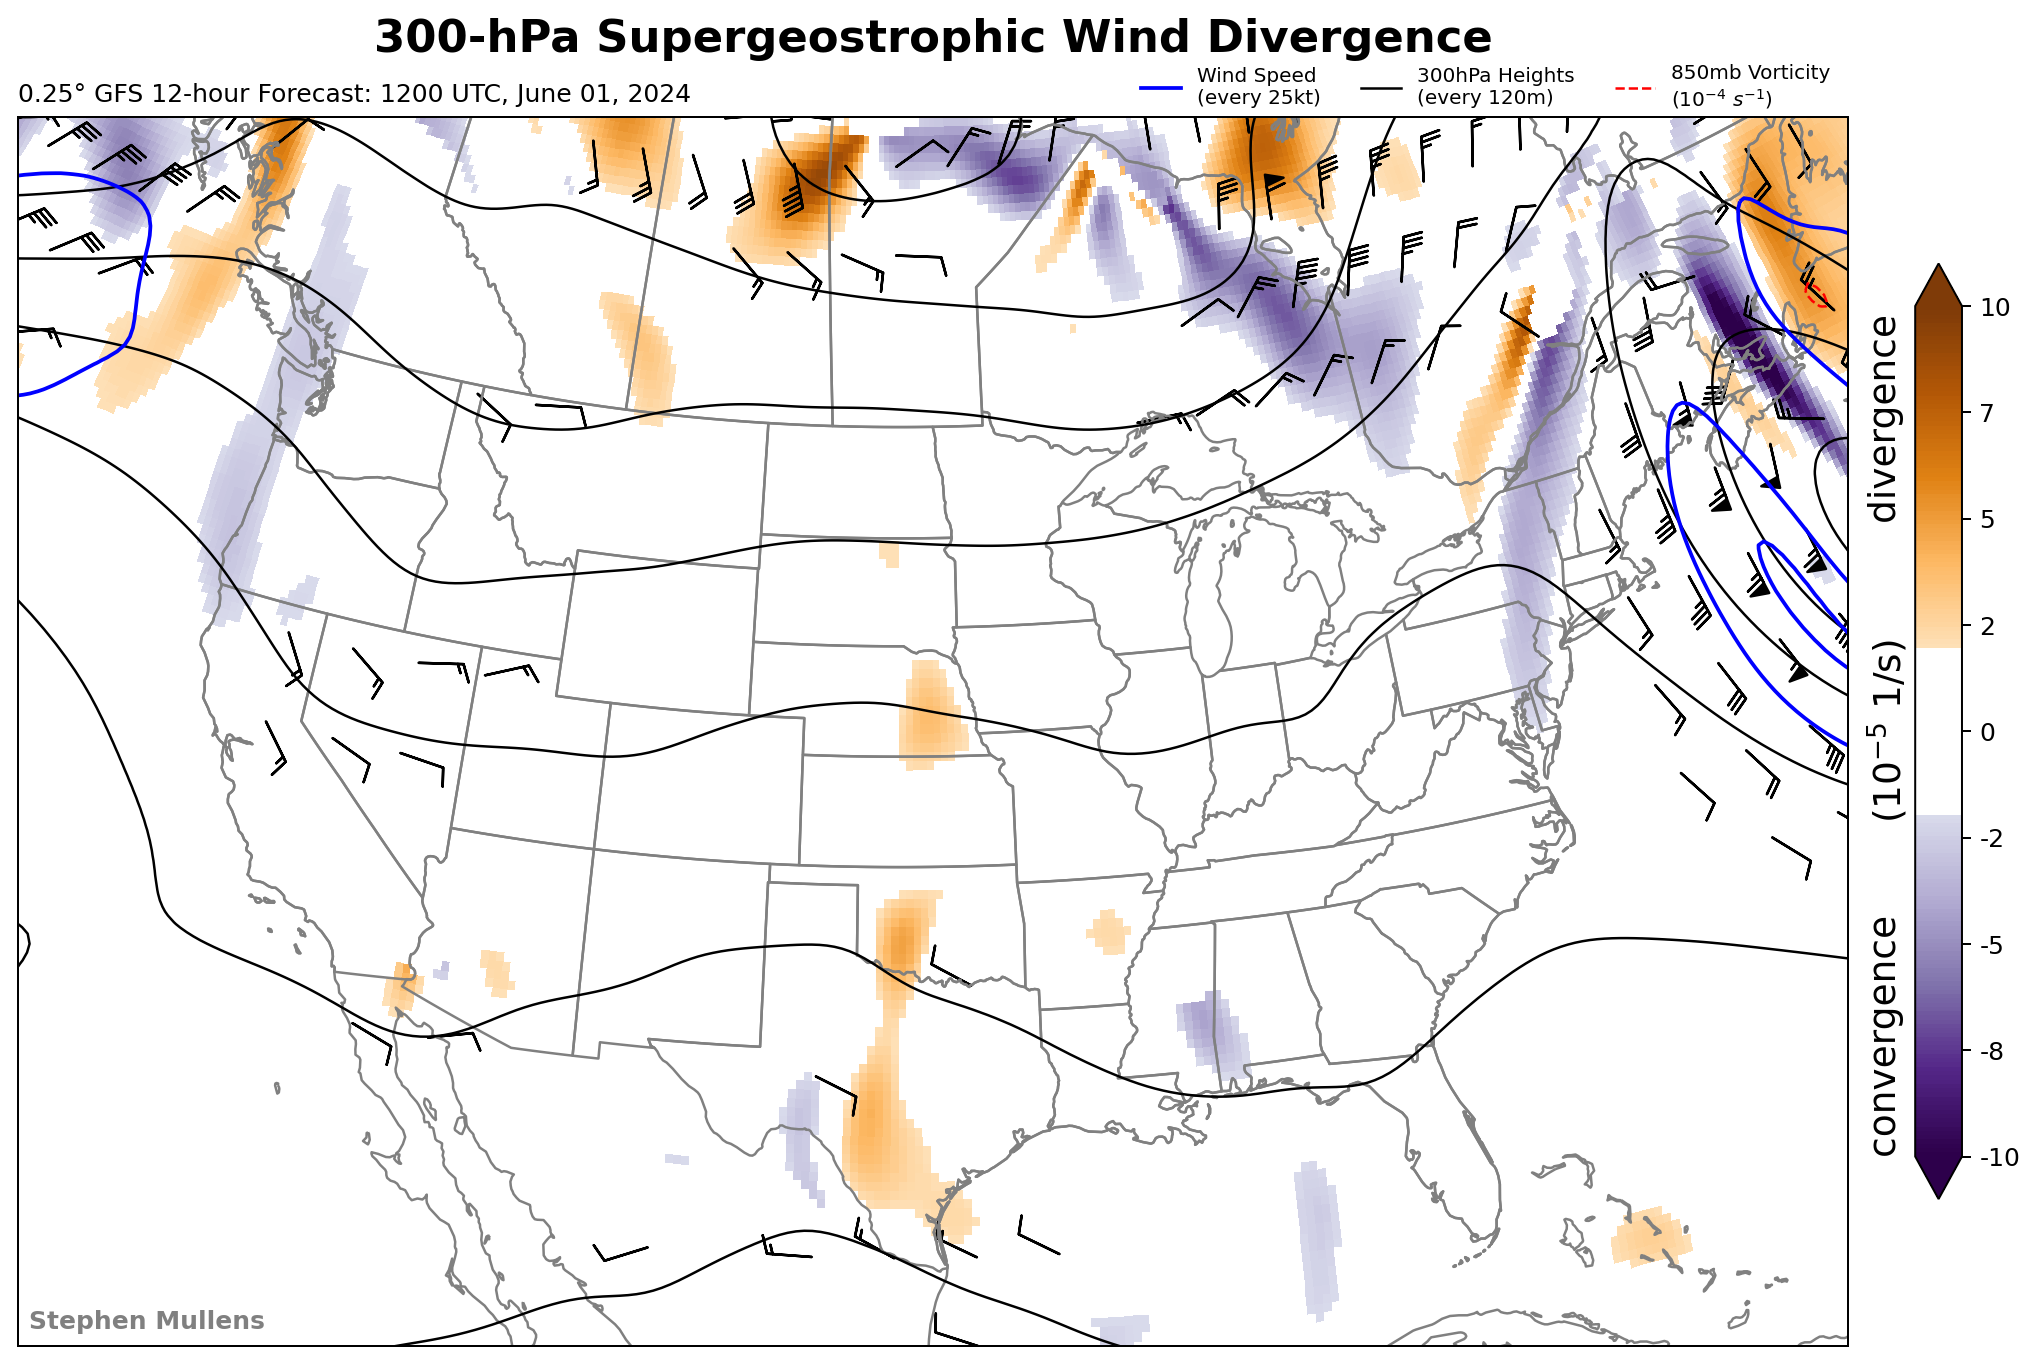 300-hPa Supergeostrophic Wind Divergence
0.25° GFS 12-hour Forecast: 1200 UTC, June 01, 2024
Wind Speed
(every 25kt)
300hPa Heights
(every 120m)
850mb Vorticity
(10⁻⁴ s⁻¹)
10
7
5
2
0
-2
-5
-8
-10
convergence (10⁻⁵ 1/s) divergence
Stephen Mullens